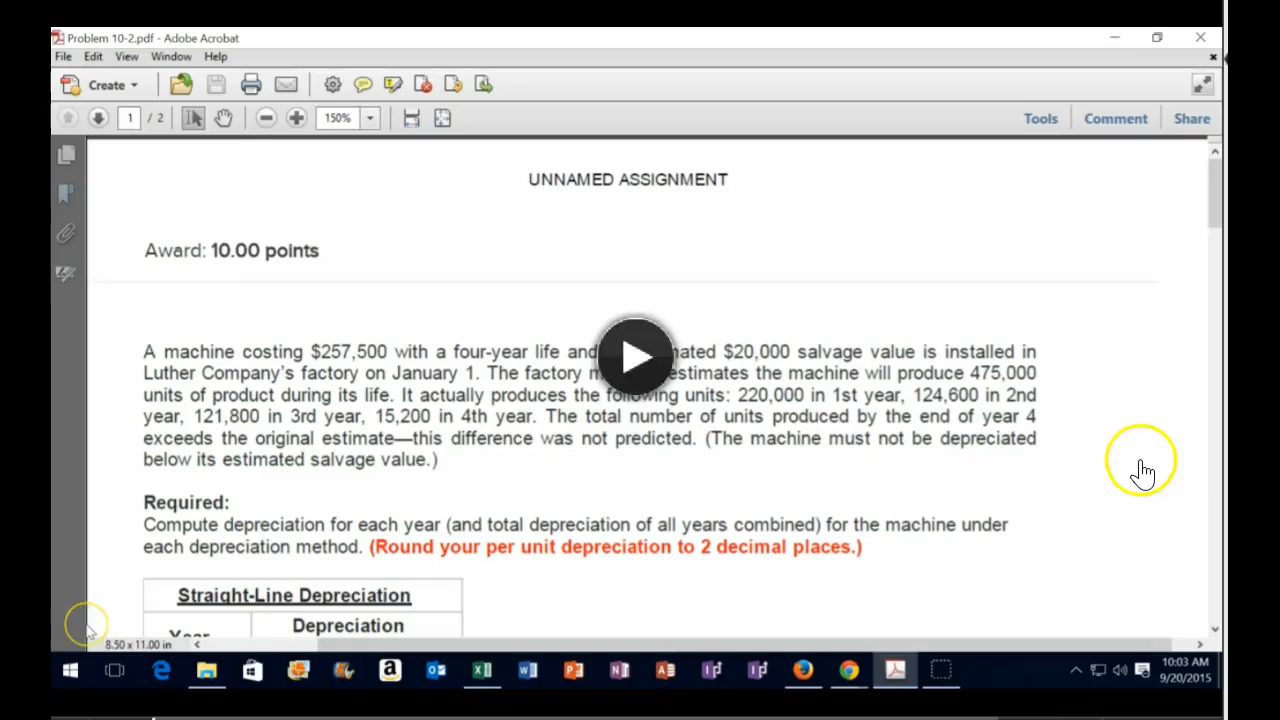 Problem 10-2.pdf - Adobe Acrobat
File Edit View Window Help
Create
1 / 2 150% Tools Comment Share
UNNAMED ASSIGNMENT
Award: 10.00 points
A machine costing $257,500 with a four-year life and $20,000 salvage value is installed in
Luther Company's factory on January 1. The factory estimates the machine will produce 475,000
units of product during its life. It actually produces the following units: 220,000 in 1st year, 124,600 in 2nd
year, 121,800 in 3rd year, 15,200 in 4th year. The total number of units produced by the end of year 4
exceeds the original estimate—this difference was not predicted. (The machine must not be depreciated
below its estimated salvage value.)
Required:
Compute depreciation for each year (and total depreciation of all years combined) for the machine under
each depreciation method. (Round your per unit depreciation to 2 decimal places.)
Straight-Line Depreciation
Year Depreciation
8.50 x 11.00 in
10:03 AM
9/20/2015